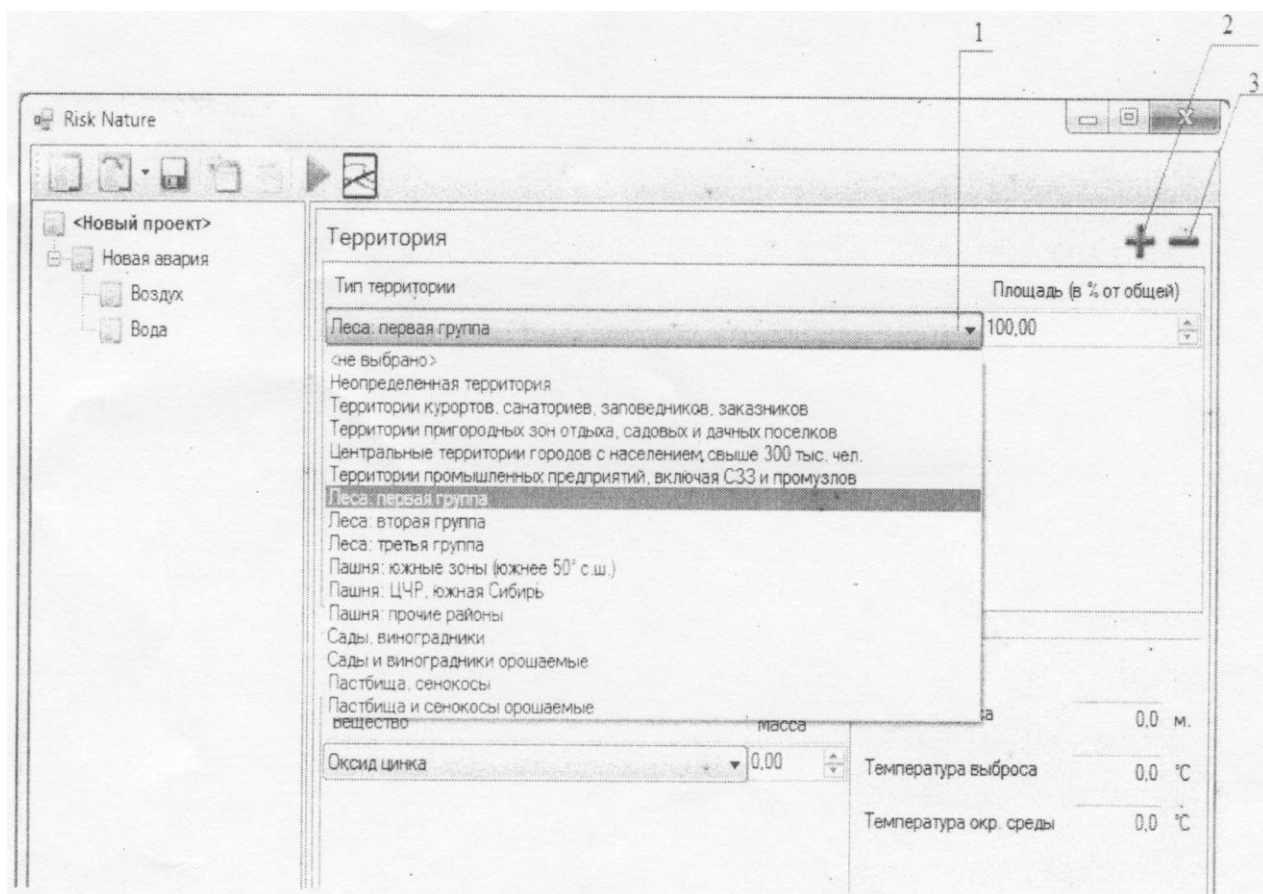 1
2
3
Risk Nature
X
<Новый проект>
Новая авария
Воздух
Вода
Территория
Тип территории
Площадь (в % от общей)
Леса: первая группа
100,00
<не выбрано>
Неопределенная территория
Территории курортов, санаториев, заповедников, заказников
Территории пригородных зон отдыха, садовых и дачных поселков
Центральные территории городов с населением, свыше 300 тыс. чел.
Территории промышленных предприятий, включая СЗЗ и промузлов
Леса: первая группа
Леса: вторая группа
Леса: третья группа
Пашня: южные зоны (южнее 50° с.ш.)
Пашня: ЦЧР, южная Сибирь
Пашня: прочие районы
Сады, виноградники
Сады и виноградники орошаемые
Пастбища, сенокосы
Пастбища и сенокосы орошаемые
Вещество
Масса
0,0 м.
Оксид цинка
0,00
Температура выброса
0,0 °C
Температура окр. среды
0,0 °C